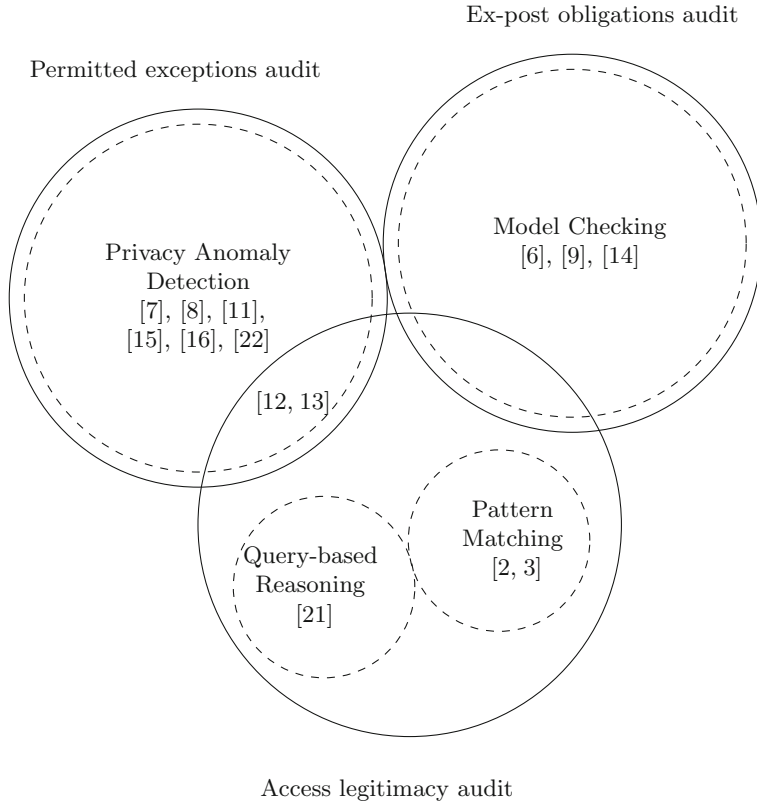 Ex-post obligations audit
Permitted exceptions audit
Model Checking
[6], [9], [14]
Privacy Anomaly
Detection
[7], [8], [11],
[15], [16], [22]
[12, 13]
Pattern
Matching
[2, 3]
Query-based
Reasoning
[21]
Access legitimacy audit